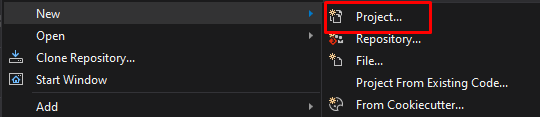 New
Project...
Open
Repository...
Clone Repository...
File...
Start Window
Project From Existing Code...
Add
From Cookiecutter...